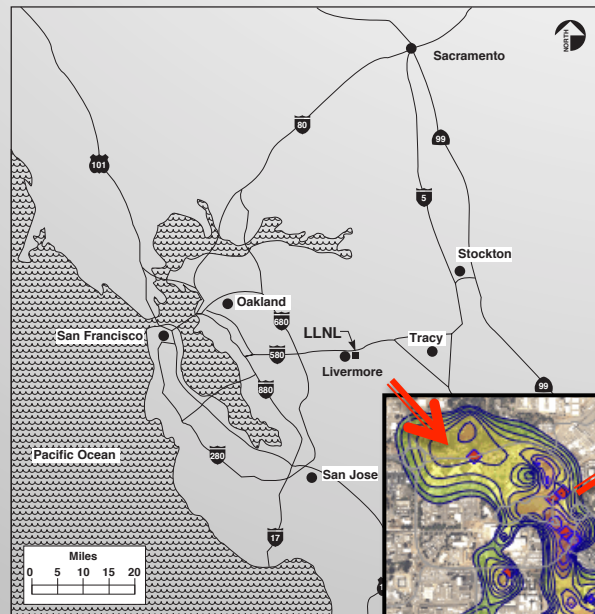 NORTH
Sacramento
80
99
101
5
Stockton
Oakland
680
LLNL
San Francisco
Tracy
580
Livermore
880
99
Pacific Ocean
280
San Jose
17
Miles
0 5 10 20